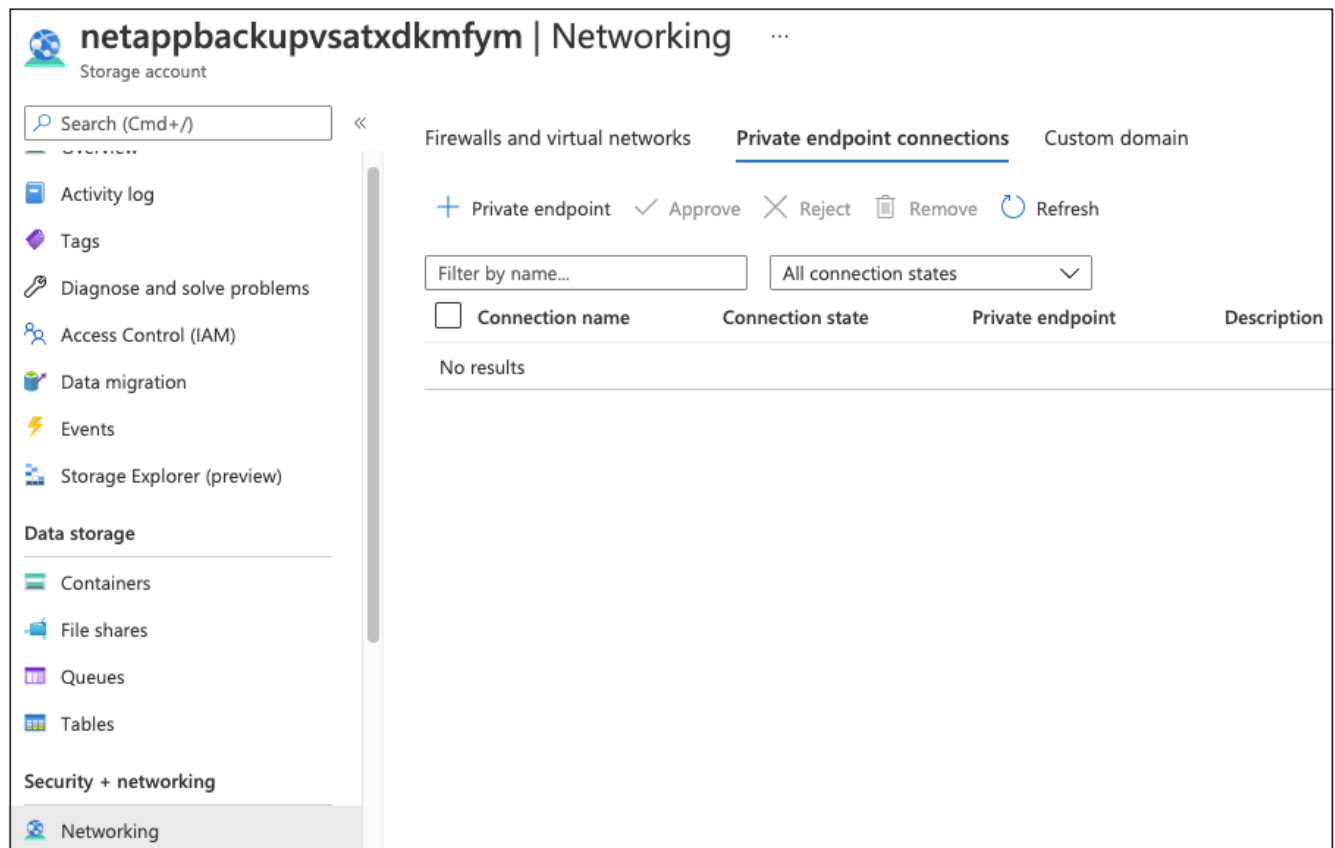 netappbackupvsatxdkmfym | Networking ...
Storage account
Search (Cmd+/)
«
Overview
Activity log
Tags
Diagnose and solve problems
Access Control (IAM)
Data migration
Events
Storage Explorer (preview)
Data storage
Containers
File shares
Queues
Tables
Security + networking
Networking
Firewalls and virtual networks Private endpoint connections Custom domain
+ Private endpoint Approve Reject Remove Refresh
Filter by name... All connection states
Connection name Connection state Private endpoint Description
No results